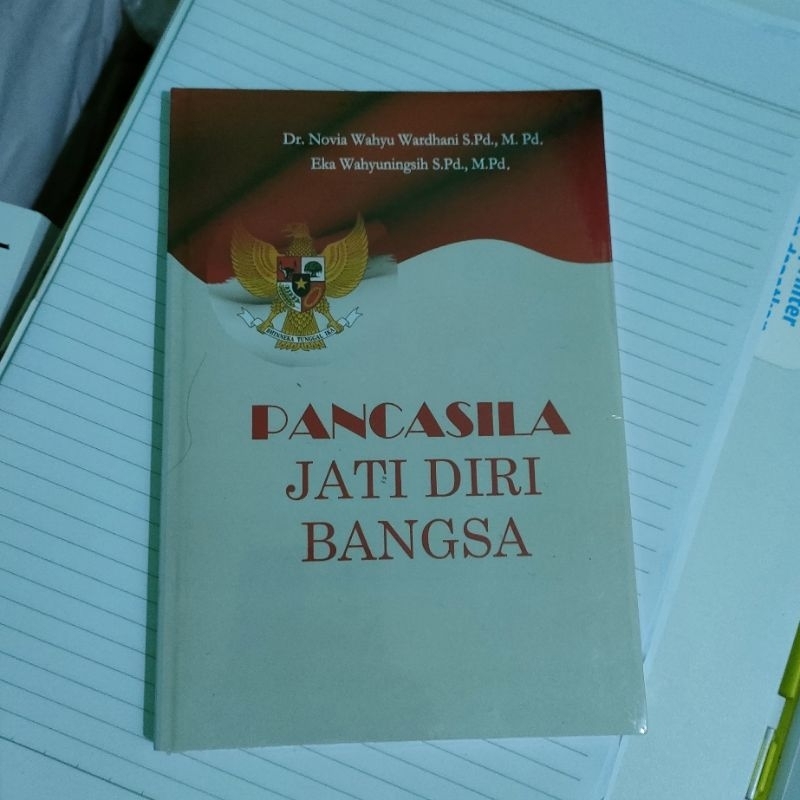 Dr. Novia Wahyu Wardhani S.Pd., M. Pd.
Eka Wahyuningsih S.Pd., M.Pd.
BHINNEKA TUNGGAL IKA
PANCASILA
JATI DIRI
BANGSA